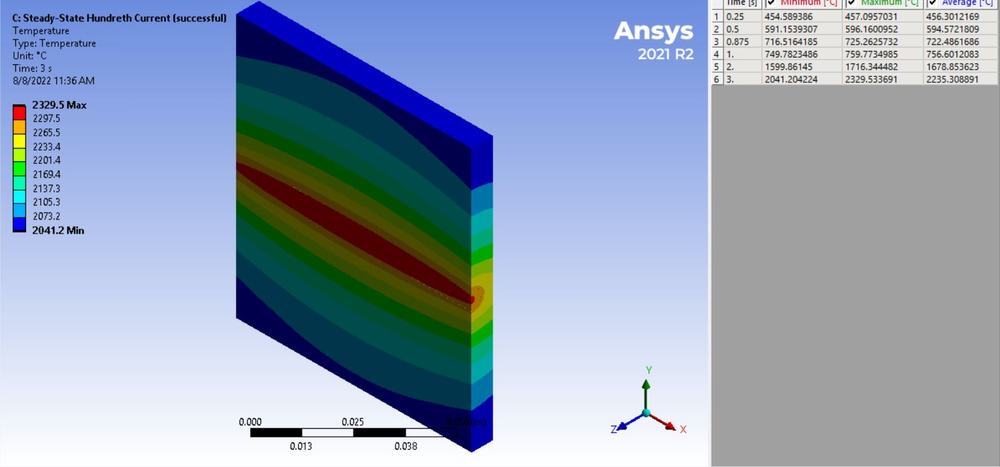 C: Steady-State Hundreth Current (successful)
Temperature
Type: Temperature
Unit: °C
Time: 3 s
8/8/2022 11:36 AM
2329.5 Max
2297.5
2265.5
2233.4
2201.4
2169.4
2137.3
2105.3
2073.2
2041.2 Min
Ansys
2021 R2
0.000 0.025 0.050 (m)
0.013 0.038
Y
Z X
Time [s] Minimum [°C] Maximum [°C] Average [°C]
1 0.25 454.589386 457.0957031 456.3012169
2 0.5 591.1539307 596.1600952 594.5721809
3 0.875 716.5164185 725.2625732 722.4861686
4 1. 749.7823486 759.7734985 756.6012083
5 2. 1599.86145 1716.344482 1678.853623
6 3. 2041.204224 2329.533691 2235.308891